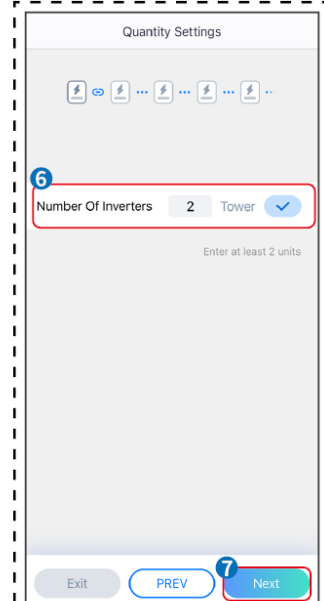 Quantity Settings
6
Number Of Inverters 2 Tower
Enter at least 2 units
7
Exit PREV Next